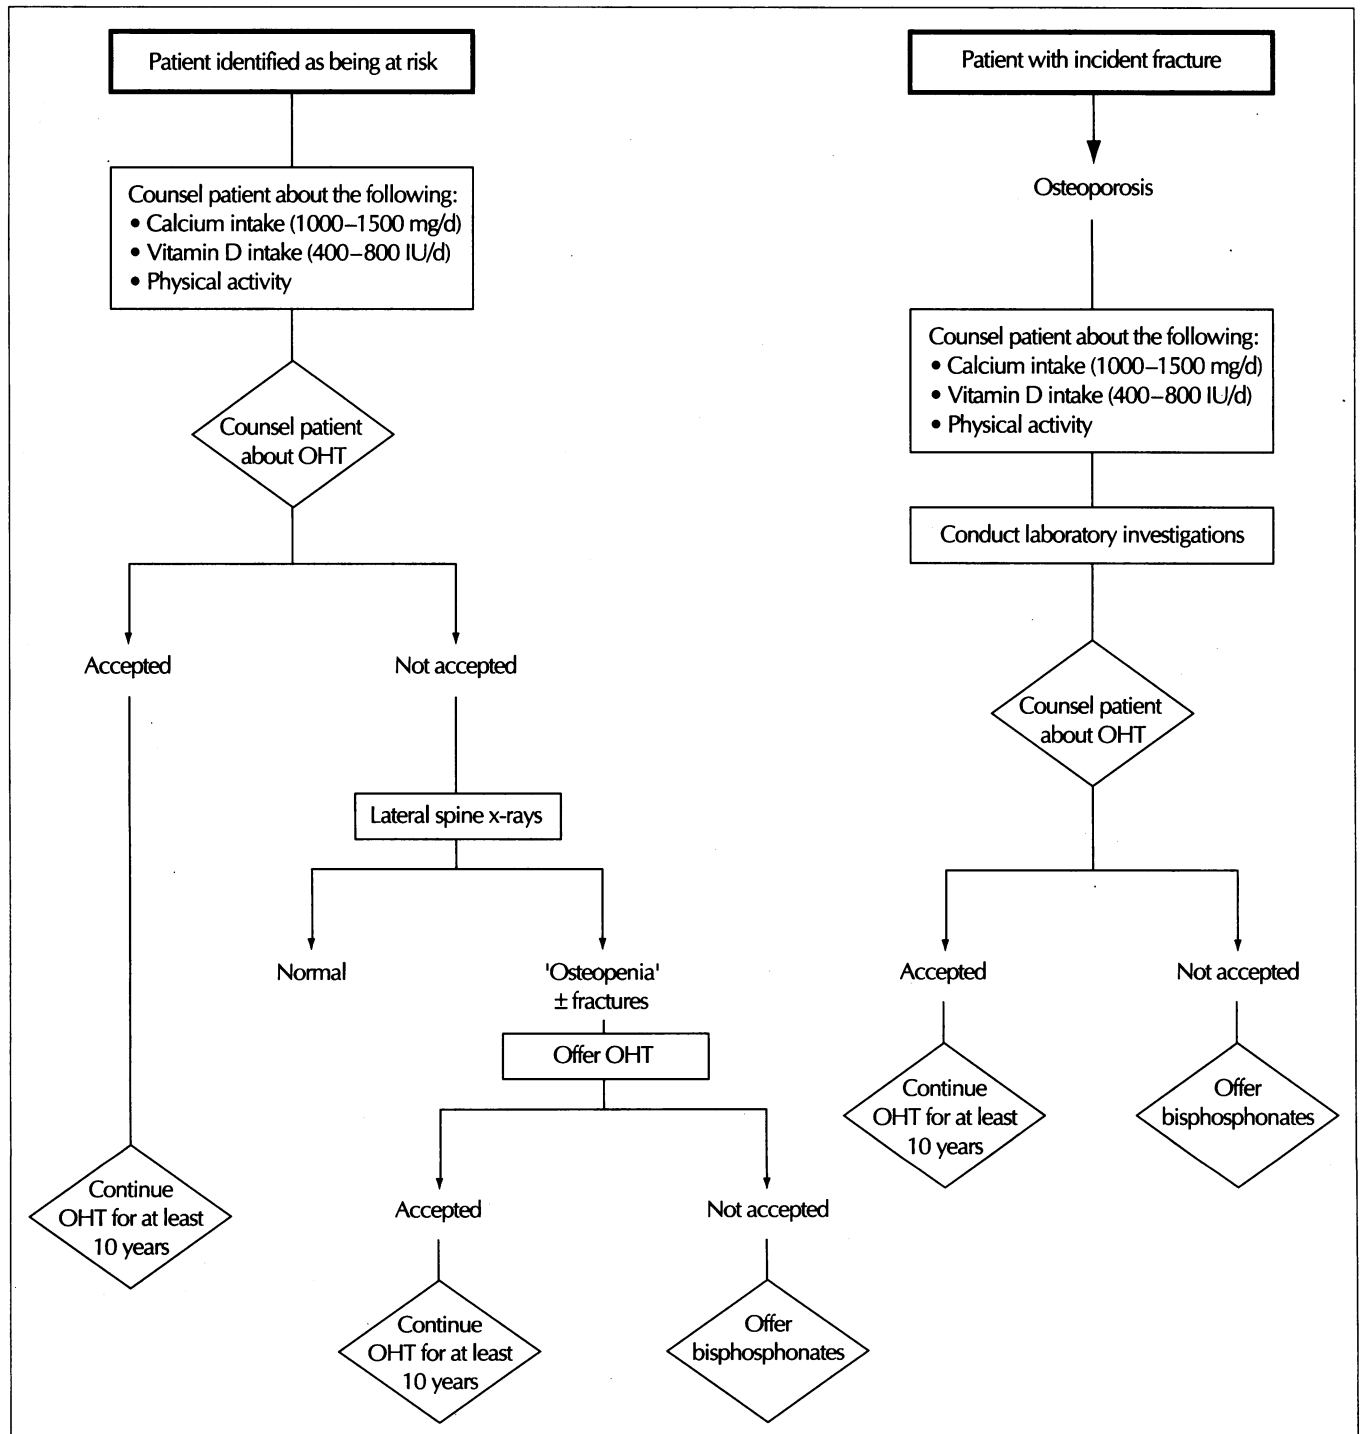 Patient identified as being at risk
Counsel patient about the following:
• Calcium intake (1000–1500 mg/d)
• Vitamin D intake (400–800 IU/d)
• Physical activity
Counsel patient
about OHT
Accepted
Not accepted
Lateral spine x-rays
Normal
'Osteopenia'
± fractures
Offer OHT
Accepted
Not accepted
Continue
OHT for at least
10 years
Continue
OHT for at least
10 years
Offer
bisphosphonates
Patient with incident fracture
Osteoporosis
Counsel patient about the following:
• Calcium intake (1000–1500 mg/d)
• Vitamin D intake (400–800 IU/d)
• Physical activity
Conduct laboratory investigations
Counsel patient
about OHT
Accepted
Not accepted
Continue
OHT for at least
10 years
Offer
bisphosphonates